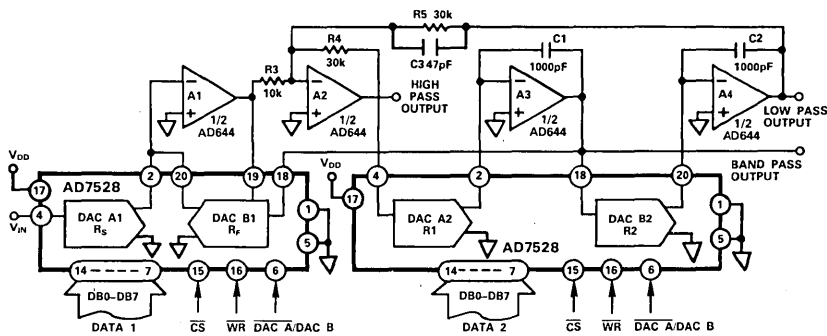 R5 30k
R4
30k
C3 47pF
C1
1000pF
C2
1000pF
R3
10k
A1
1/2
AD644
A2
1/2
AD644
HIGH
PASS
OUTPUT
A3
1/2
AD644
A4
1/2
AD644
LOW PASS
OUTPUT
BAND PASS
OUTPUT
VDD
17
AD7528
2
20
19
18
4
VIN
DAC A1
RS
DAC B1
RF
1
5
14 ----- 7
15
16
6
DB0–DB7
DATA 1
CS
WR
DAC A/DAC B
VDD
17
4
2
18
20
DAC A2
R1
DAC B2
R2
1
5
AD7528
14 ----- 7
15
16
6
DB0–DB7
DATA 2
CS
WR
DAC A/DAC B